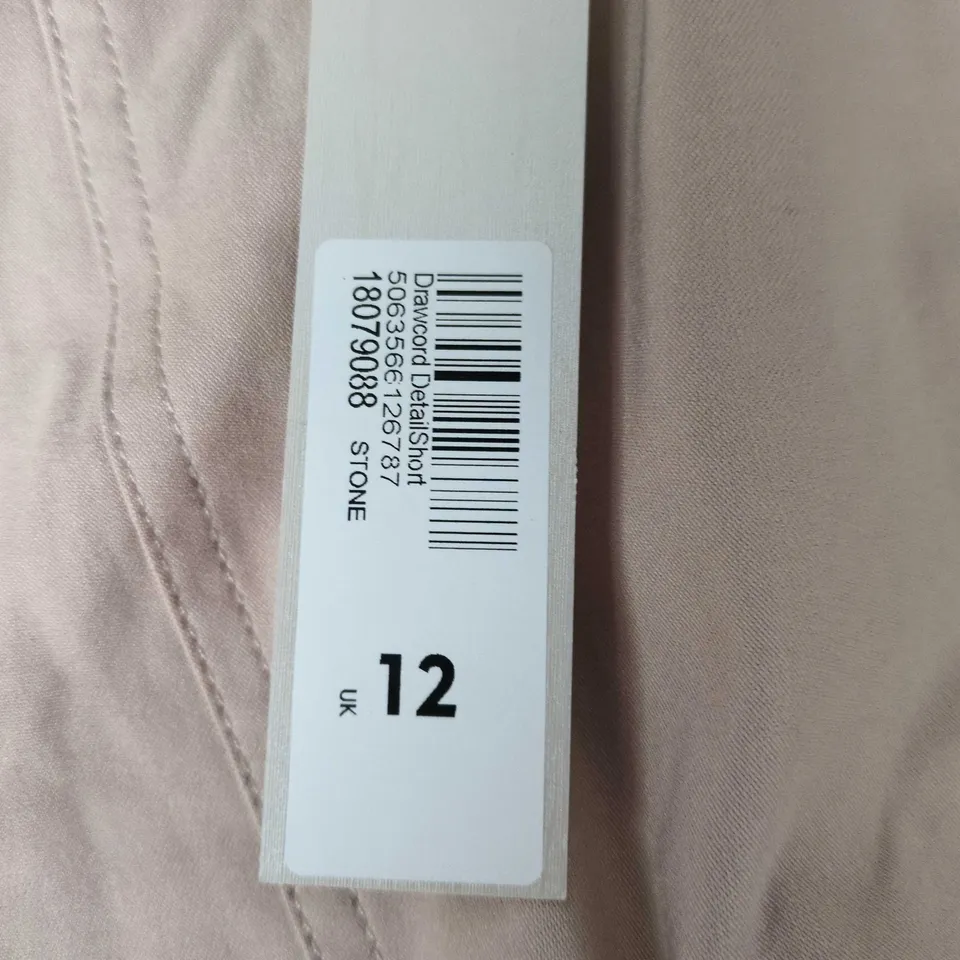 Drawcord DetailShort
5063566126787
18079088 STONE
UK 12